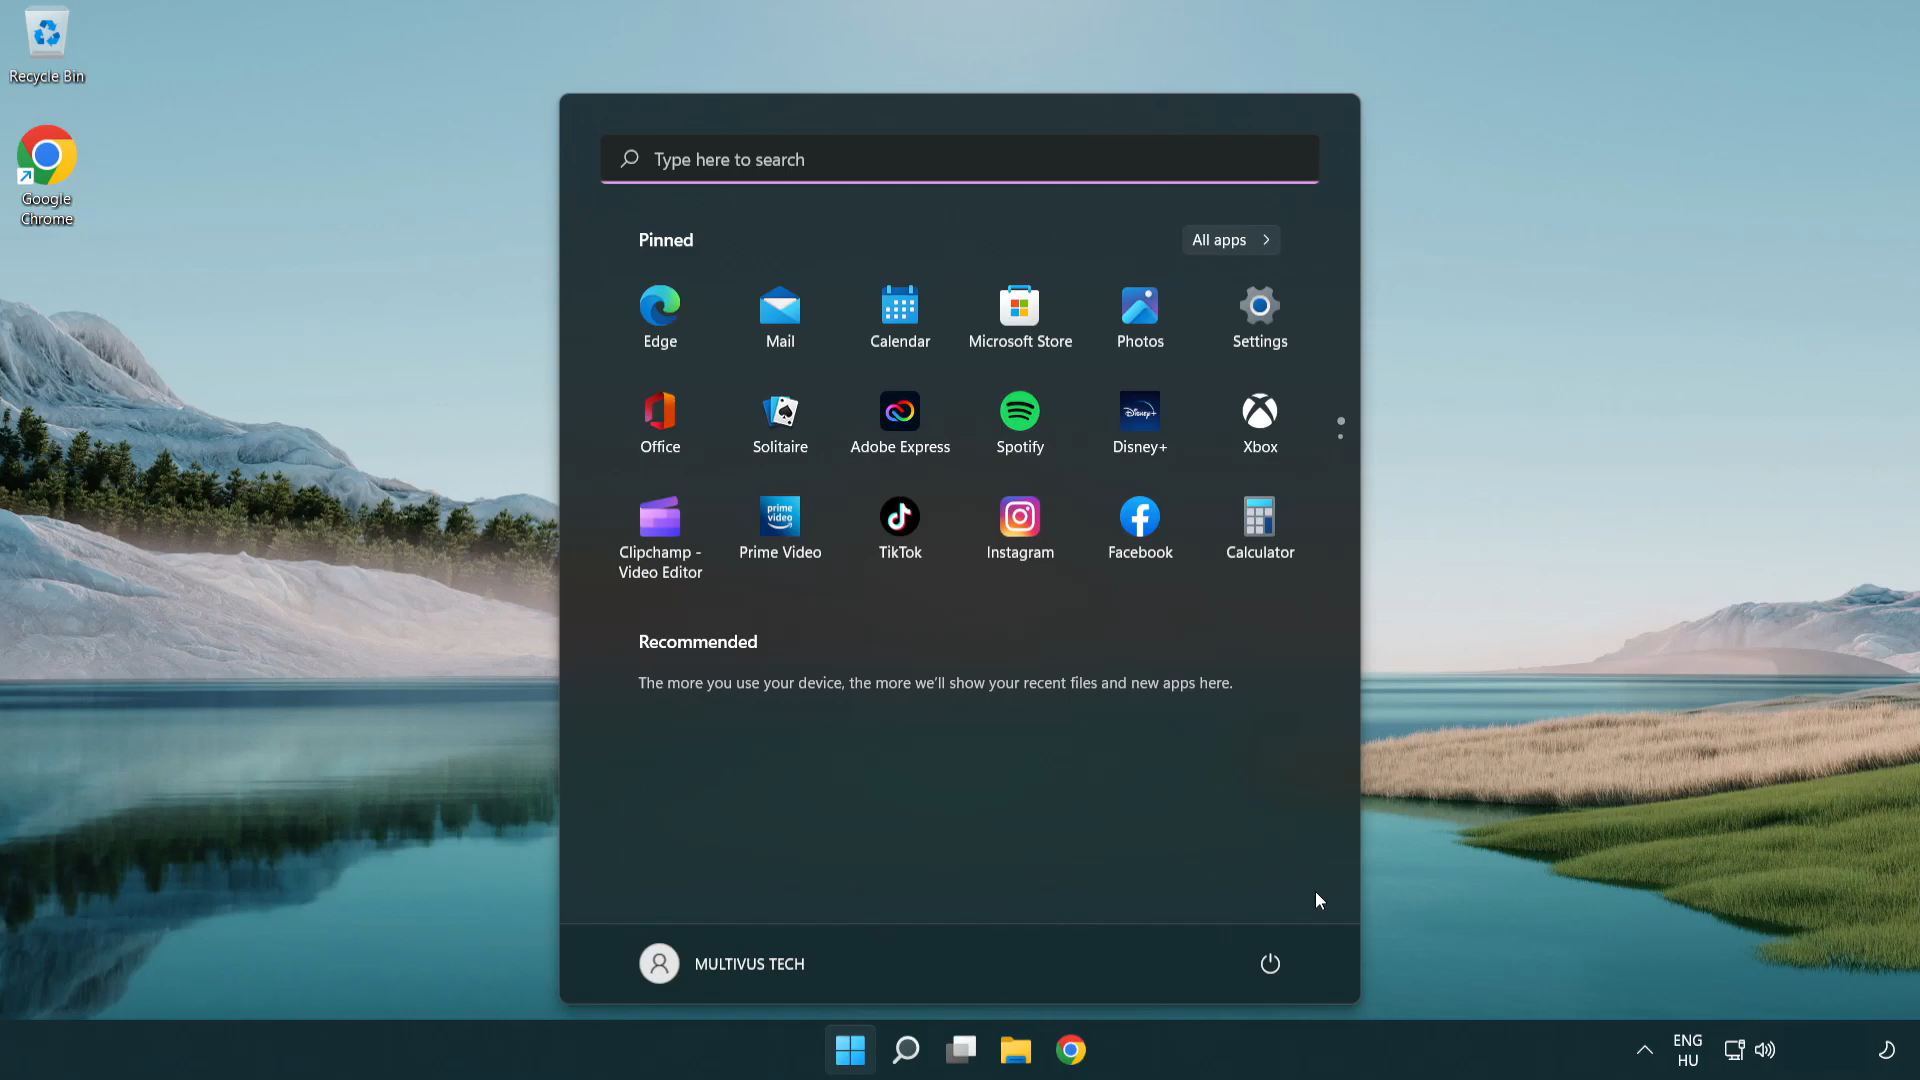 Recycle Bin
Google
Chrome
Type here to search
Pinned
All apps
Edge
Mail
Calendar
Microsoft Store
Photos
Settings
Office
Solitaire
Adobe Express
Spotify
Disney+
Disney+
Xbox
prime
video
Clipchamp -
Video Editor
Prime Video
TikTok
Instagram
Facebook
Calculator
Recommended
The more you use your device, the more we'll show your recent files and new apps here.
MULTIVUS TECH
ENG
HU